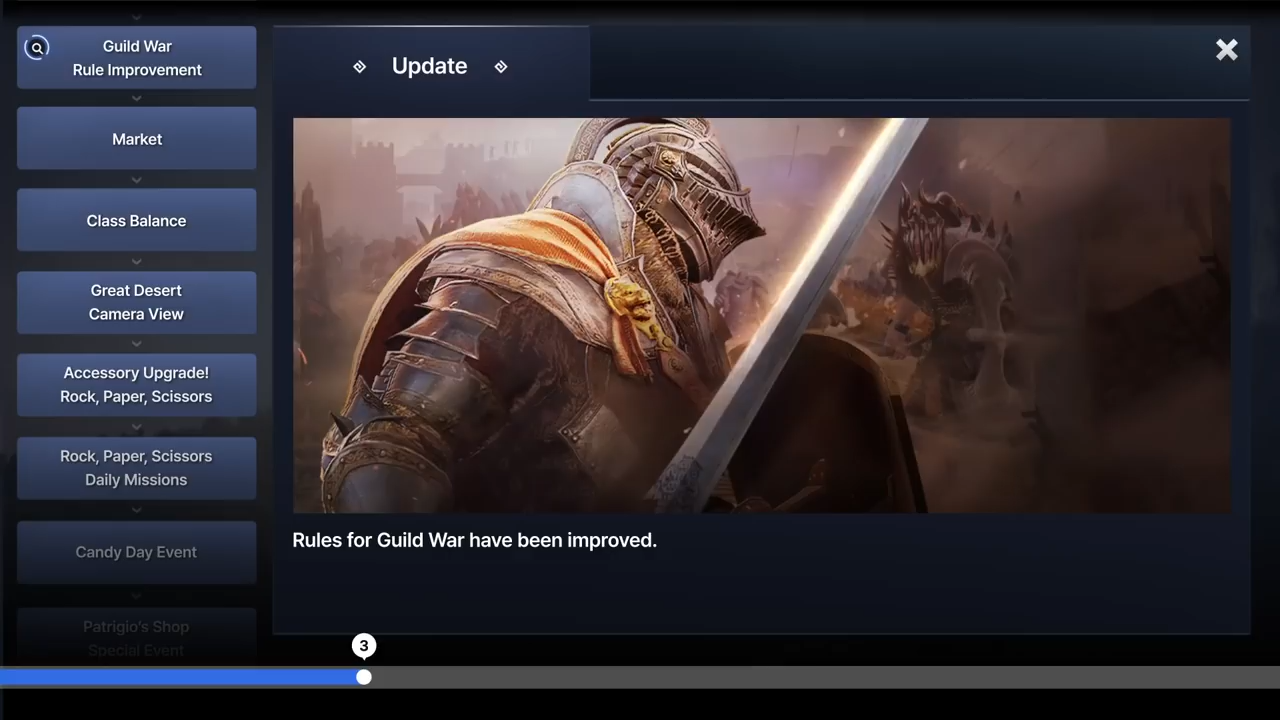 Guild War
Rule Improvement
Market
Class Balance
Great Desert
Camera View
Accessory Upgrade!
Rock, Paper, Scissors
Rock, Paper, Scissors
Daily Missions
Candy Day Event
Patrigio's Shop
Special Event
Update
Rules for Guild War have been improved.
3